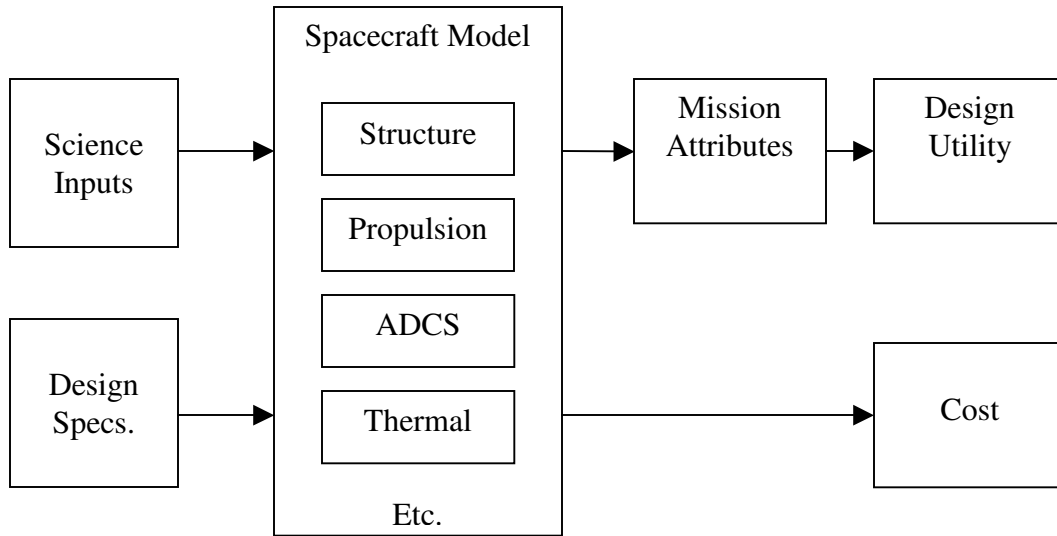 Spacecraft Model
Science
Inputs
Design
Specs.
Structure
Propulsion
ADCS
Thermal
Etc.
Mission
Attributes
Design
Utility
Cost